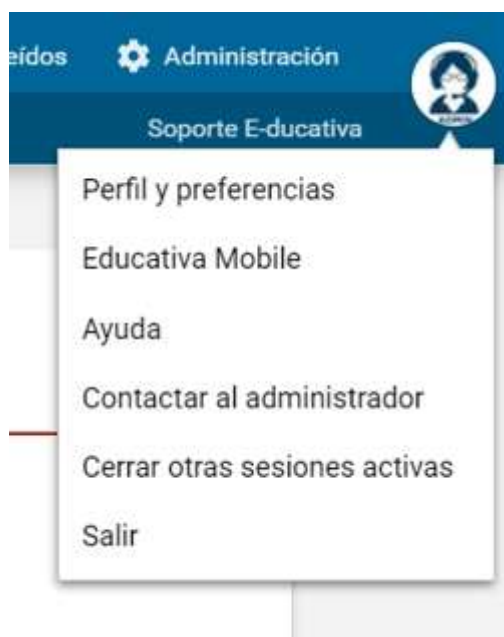 eídos Administración
Soporte E-ducativa
Perfil y preferencias
Educativa Mobile
Ayuda
Contactar al administrador
Cerrar otras sesiones activas
Salir